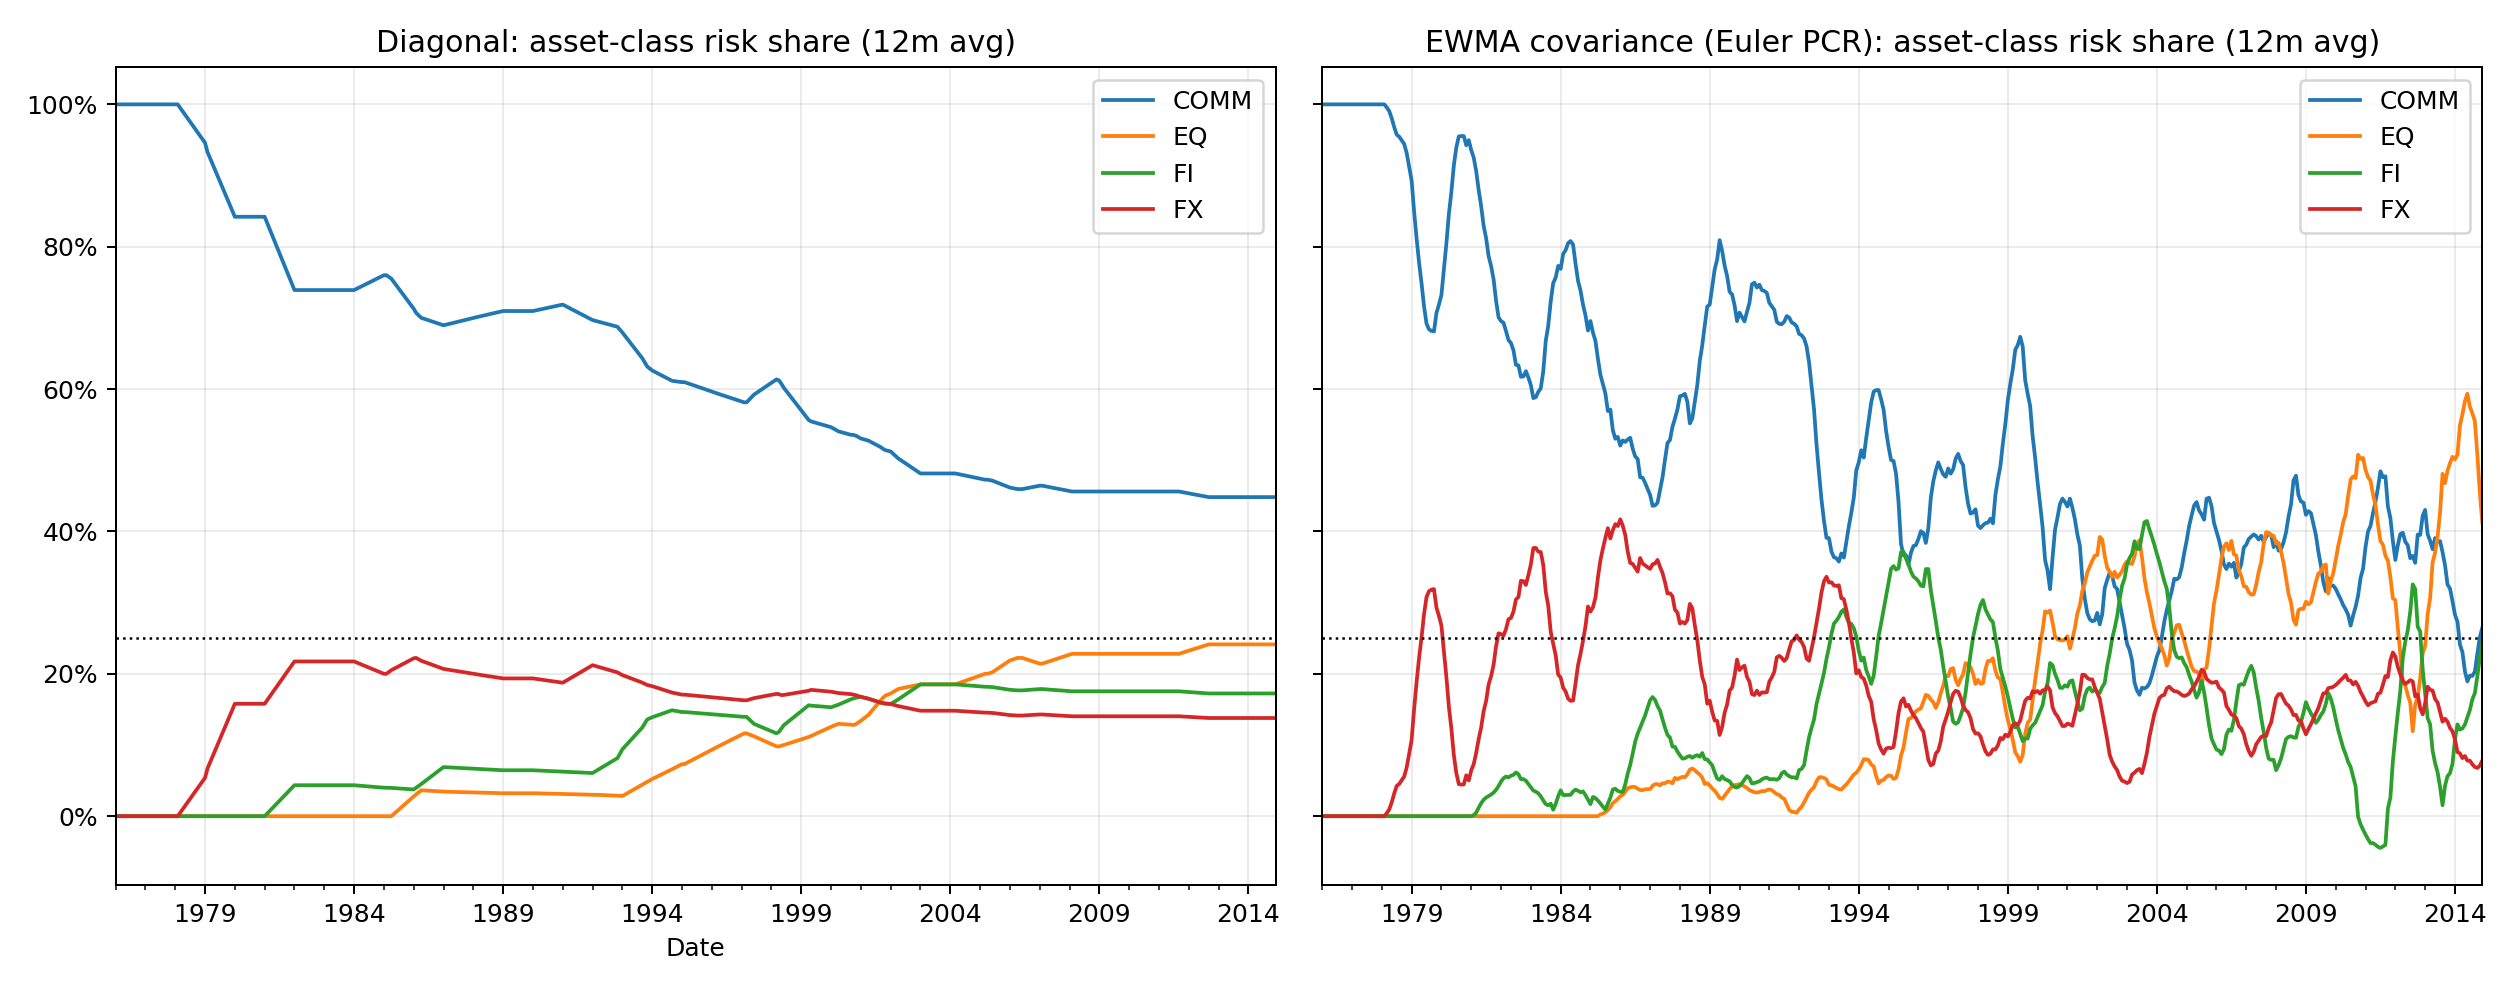 Diagonal: asset-class risk share (12m avg)
100%
80%
60%
40%
20%
0%
COMM
EQ
FI
FX
1979 1984 1989 1994 1999 2004 2009 2014
Date
EWMA covariance (Euler PCR): asset-class risk share (12m avg)
COMM
EQ
FI
FX
1979 1984 1989 1994 1999 2004 2009 2014